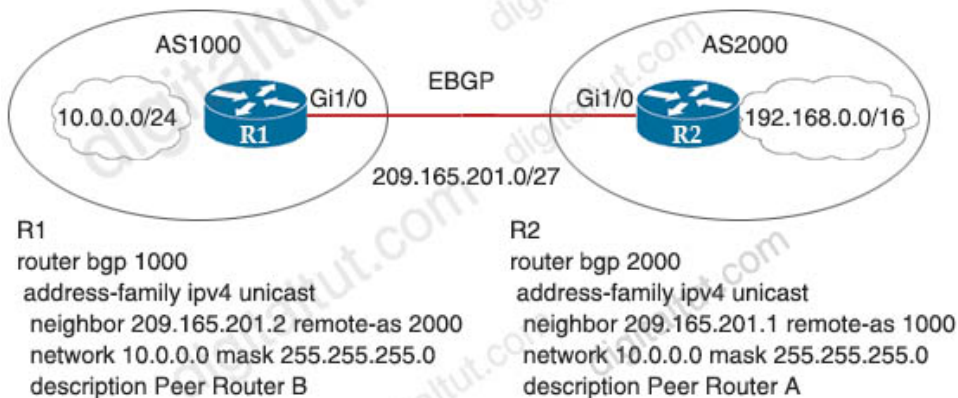 AS1000
AS2000
EBGP
10.0.0.0/24
R1
Gi1/0
Gi1/0
R2
192.168.0.0/16
209.165.201.0/27
R1
router bgp 1000
address-family ipv4 unicast
neighbor 209.165.201.2 remote-as 2000
network 10.0.0.0 mask 255.255.255.0
description Peer Router B
R2
router bgp 2000
address-family ipv4 unicast
neighbor 209.165.201.1 remote-as 1000
network 10.0.0.0 mask 255.255.255.0
description Peer Router A
digitaltut.com